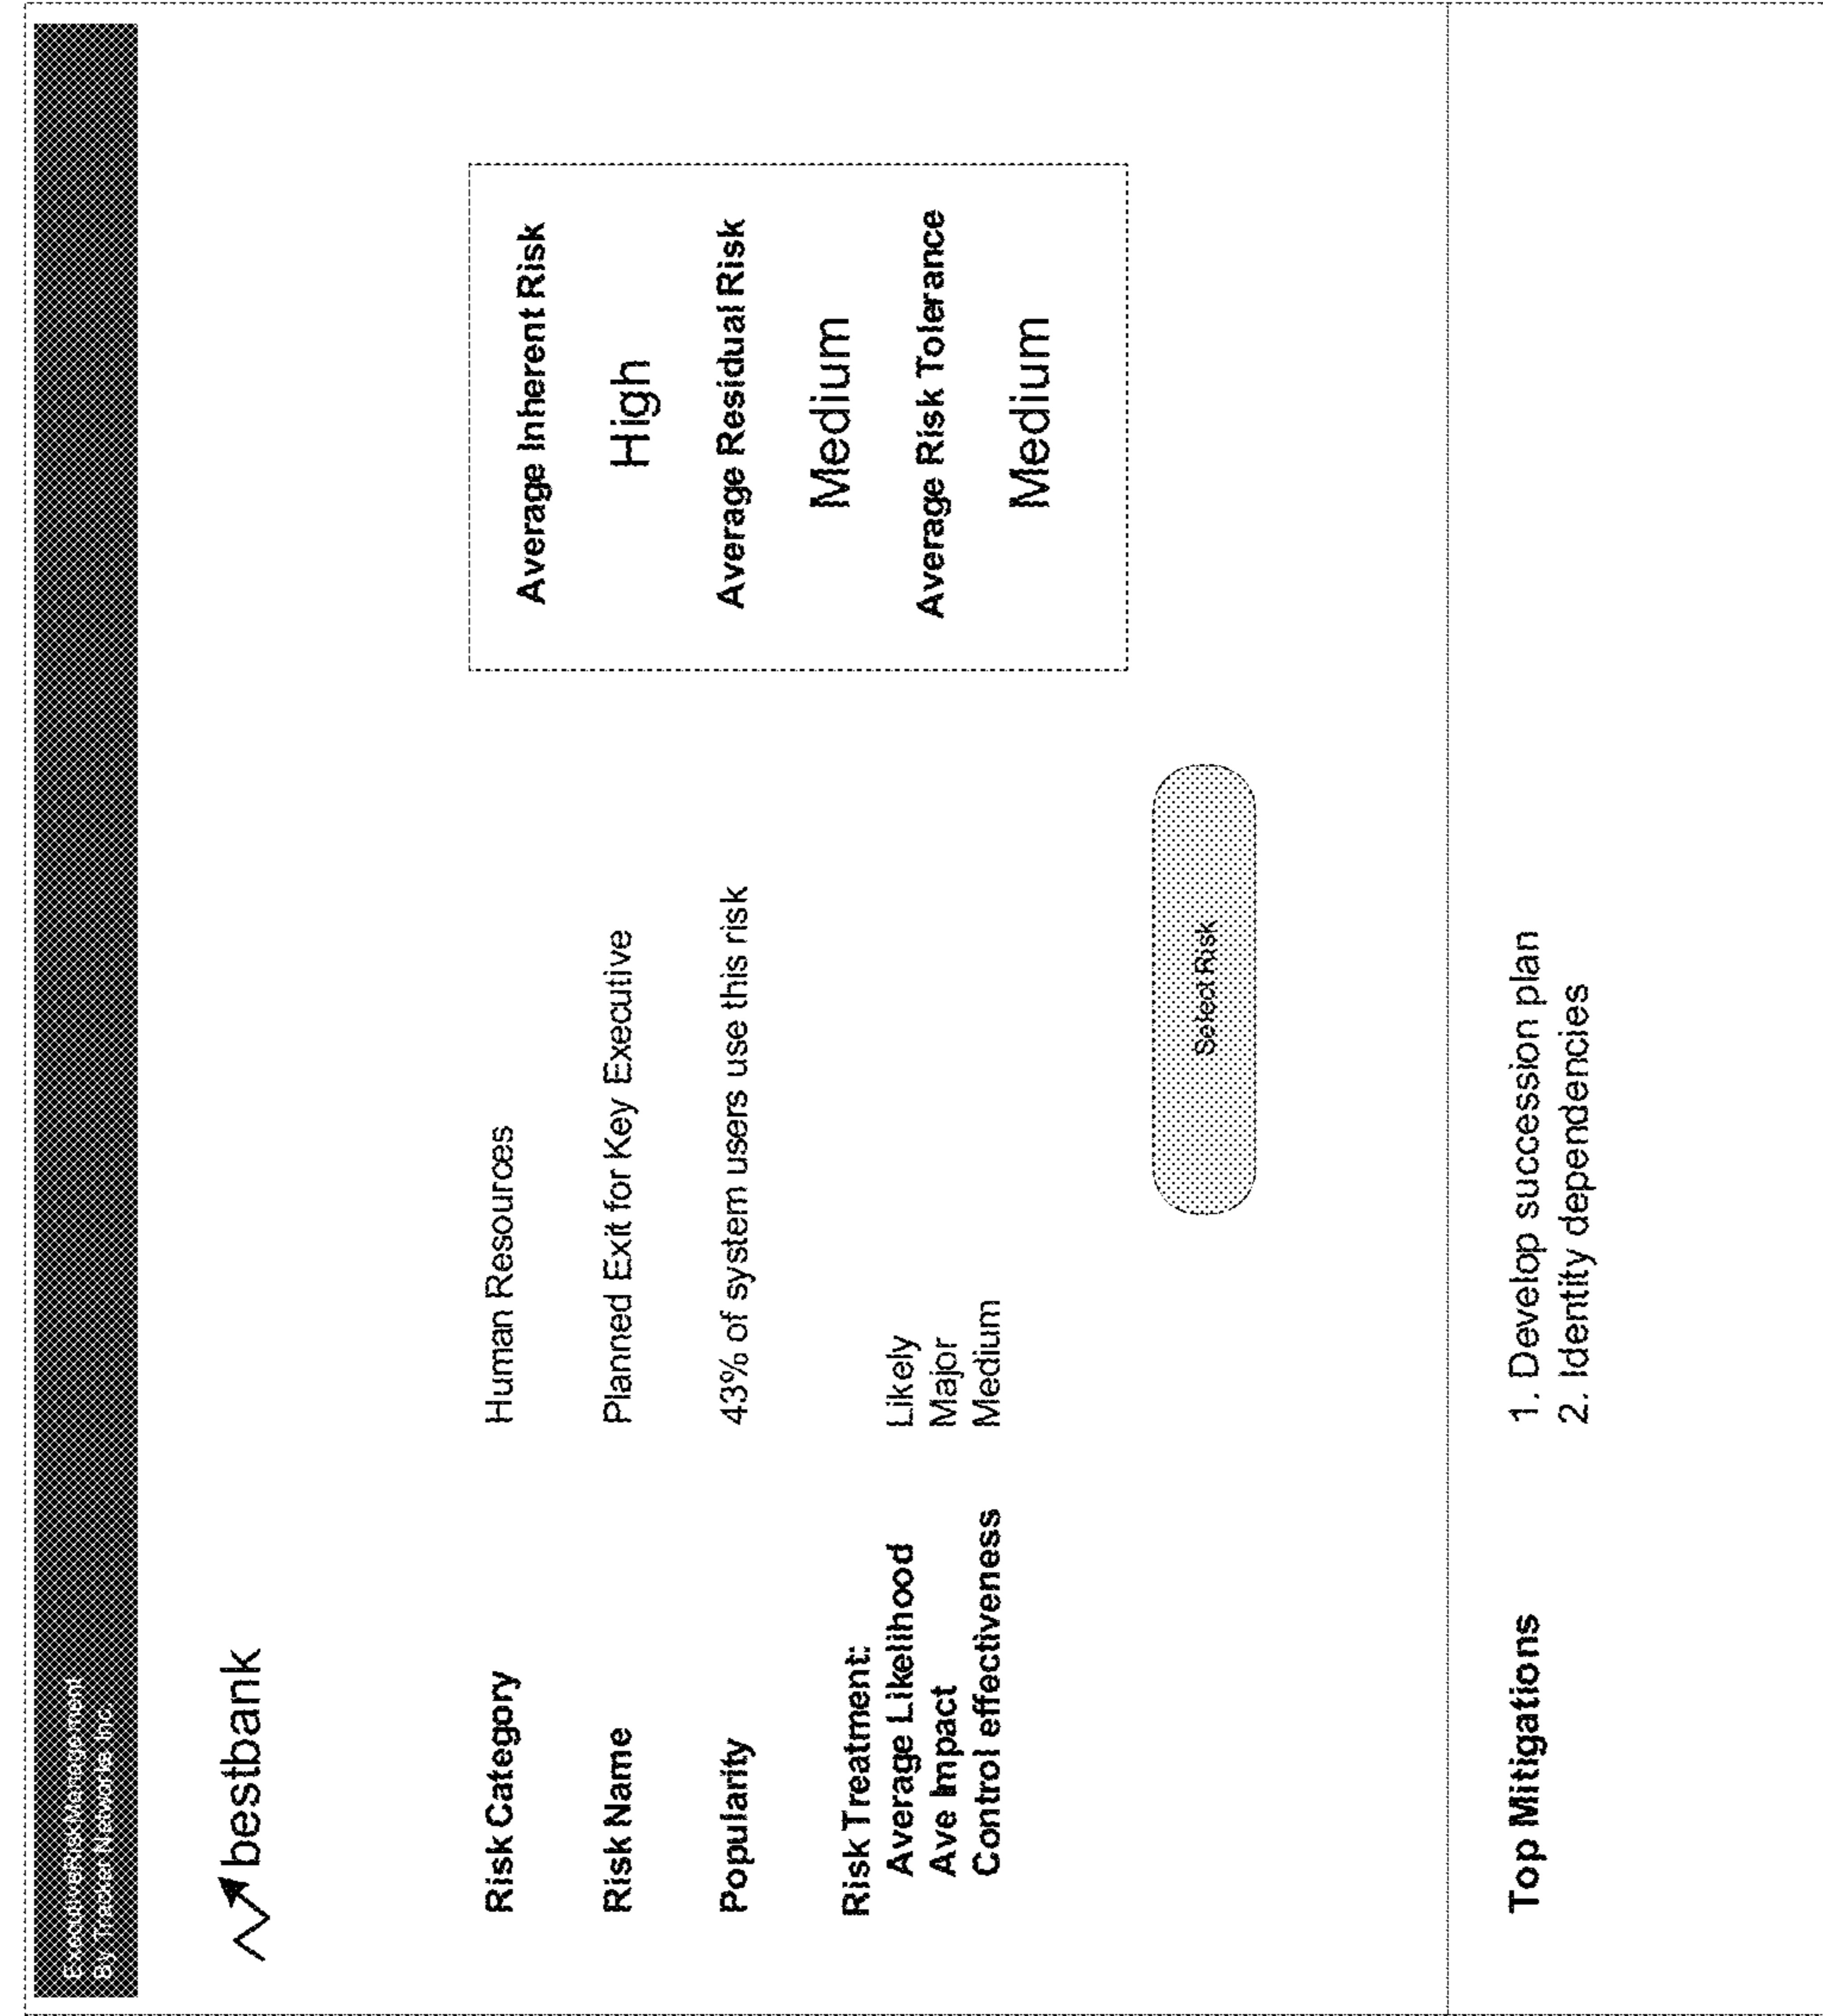 ExecutiveRiskManagement
By Tracker Networks Inc.
bestbank
Risk Category Human Resources
Risk Name Planned Exit for Key Executive
Popularity 43% of system users use this risk
Risk Treatment:
Average Likelihood Likely
Ave Impact Major
Control effectiveness Medium
Average Inherent Risk
High
Average Residual Risk
Medium
Average Risk Tolerance
Medium
Select Risk
Top Mitigations 1. Develop succession plan
2. Identity dependencies